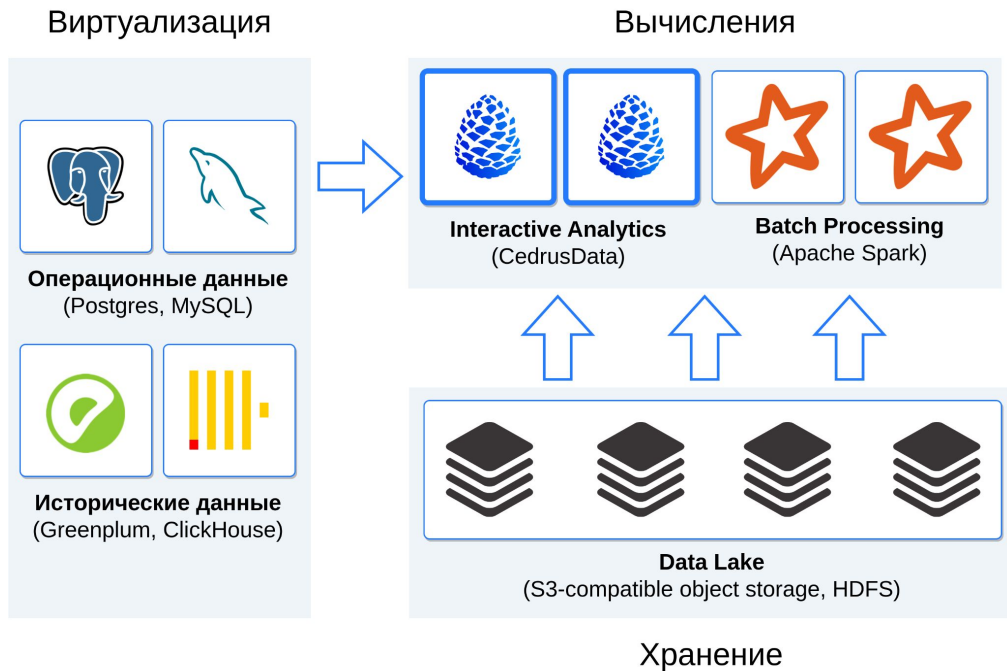 Виртуализация
Вычисления
Операционные данные
(Postgres, MySQL)
Исторические данные
(Greenplum, ClickHouse)
Interactive Analytics
(CedrusData)
Batch Processing
(Apache Spark)
Data Lake
(S3-compatible object storage, HDFS)
Хранение